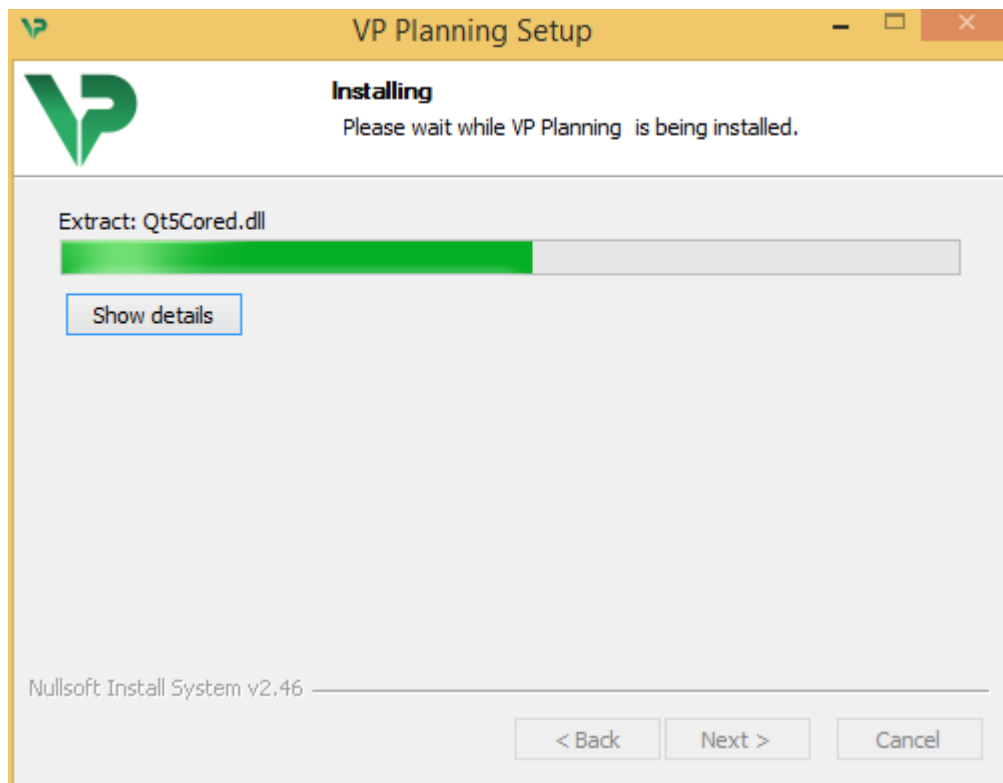 VP Planning Setup
Installing
Please wait while VP Planning  is being installed.
Extract: Qt5Cored.dll
Show details
Nullsoft Install System v2.46
< Back
Next >
Cancel